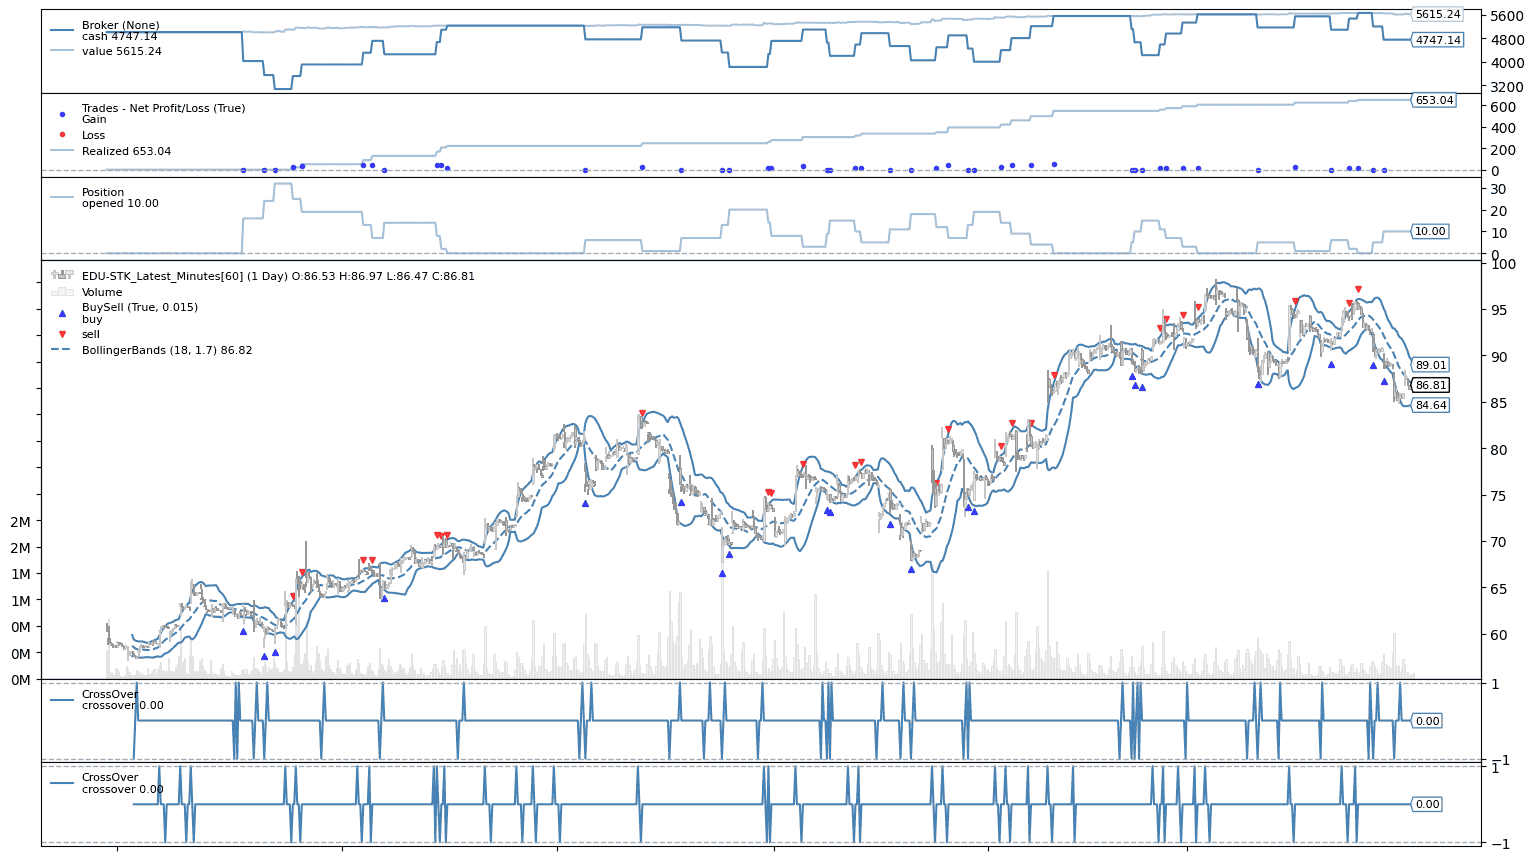 Broker (None)
cash 4747.14
value 5615.24
5615.24
4747.14
5600
4800
4000
3200
Trades - Net Profit/Loss (True)
Gain
Loss
Realized 653.04
653.04
600
400
200
0
Position
opened 10.00
10.00
30
20
10
0
EDU-STK_Latest_Minutes[60] (1 Day) O:86.53 H:86.97 L:86.47 C:86.81
Volume
BuySell (True, 0.015)
buy
sell
BollingerBands (18, 1.7) 86.82
100
95
90
89.01
86.81
85
84.64
80
75
70
65
60
2M
2M
1M
1M
0M
0M
0M
CrossOver
crossover 0.00
1
0.00
−1
CrossOver
crossover 0.00
1
0.00
−1